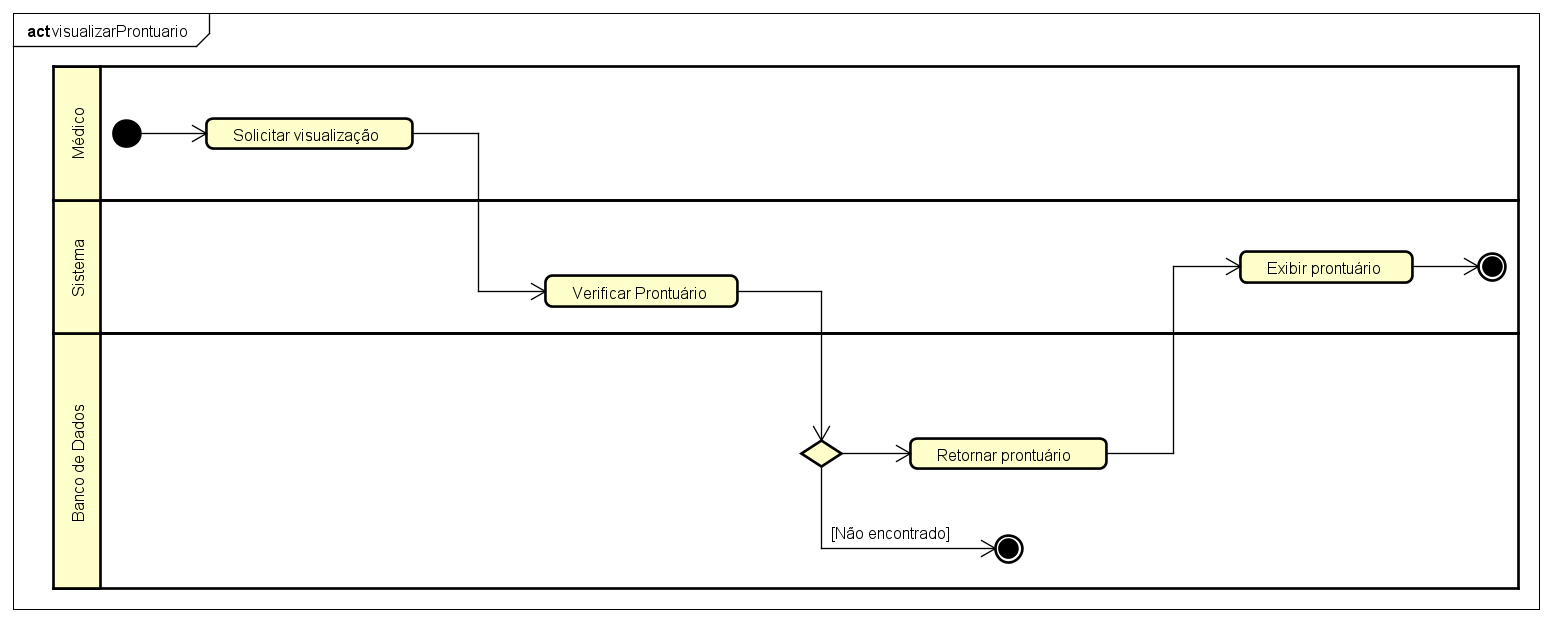 act visualizarProntuario
Médico
Solicitar visualização
Sistema
Verificar Prontuário
Exibir prontuário
Banco de Dados
Retornar prontuário
[Não encontrado]